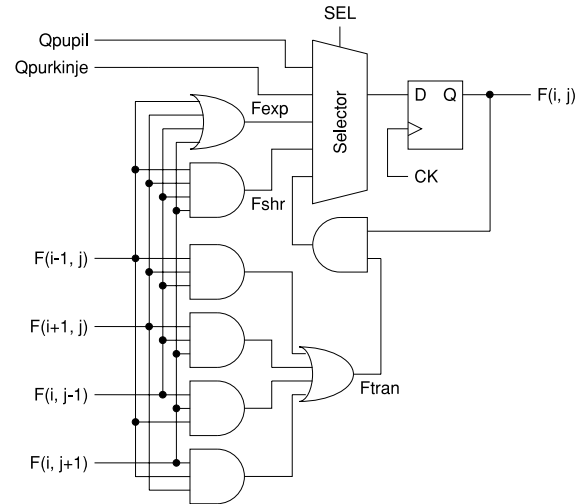 SEL
Qpupil
Qpurkinje
Fexp
Selector
D Q
F(i, j)
CK
Fshr
F(i-1, j)
F(i+1, j)
F(i, j-1)
Ftran
F(i, j+1)